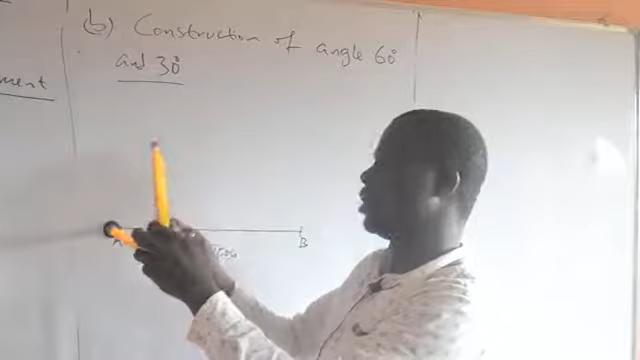 (b) Construction of angle 60°
and 30°
ment
A
B